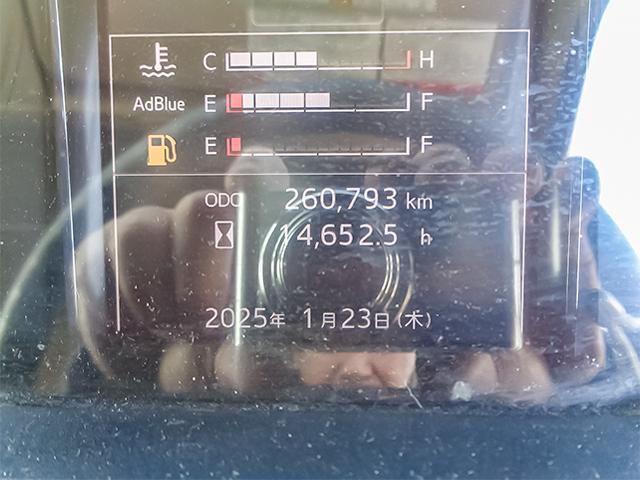 C H
AdBlue E F
E F
ODO 260,793 km
14,652.5 h
2025年 1月23日(木)